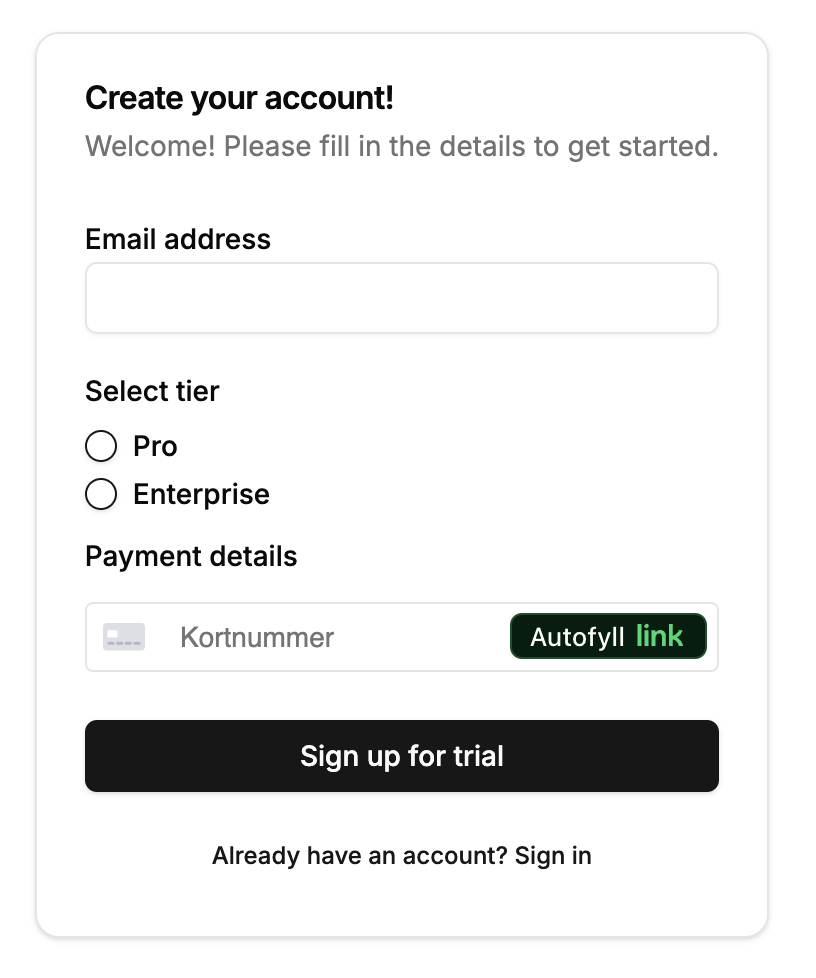 Create your account!
Welcome! Please fill in the details to get started.
Email address
Select tier
Pro
Enterprise
Payment details
Kortnummer
Autofyll link
Sign up for trial
Already have an account? Sign in